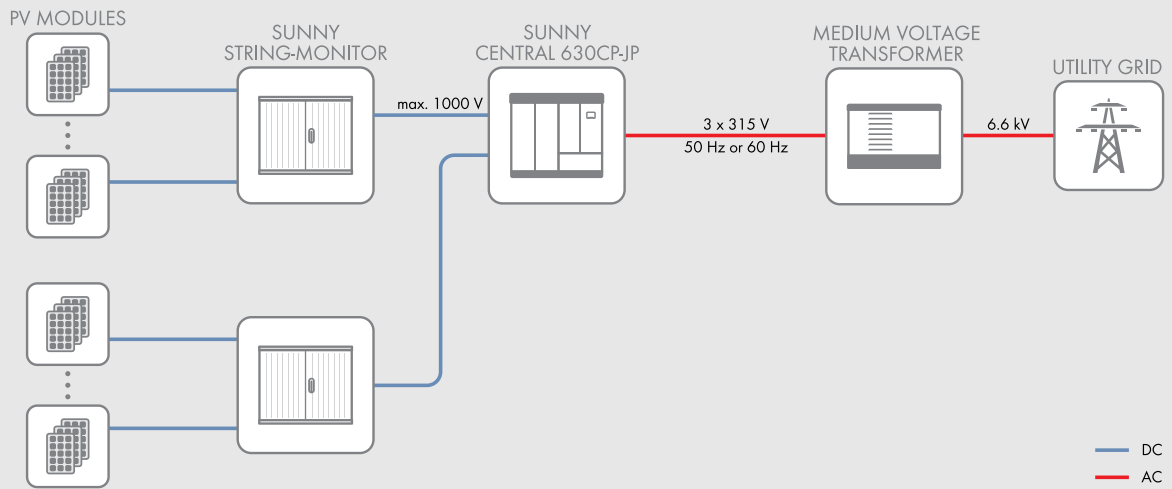 PV MODULES
SUNNY
STRING-MONITOR
SUNNY
CENTRAL 630CP-JP
MEDIUM VOLTAGE
TRANSFORMER
UTILITY GRID
max. 1000 V
3 x 315 V
50 Hz or 60 Hz
6.6 kV
DC
AC